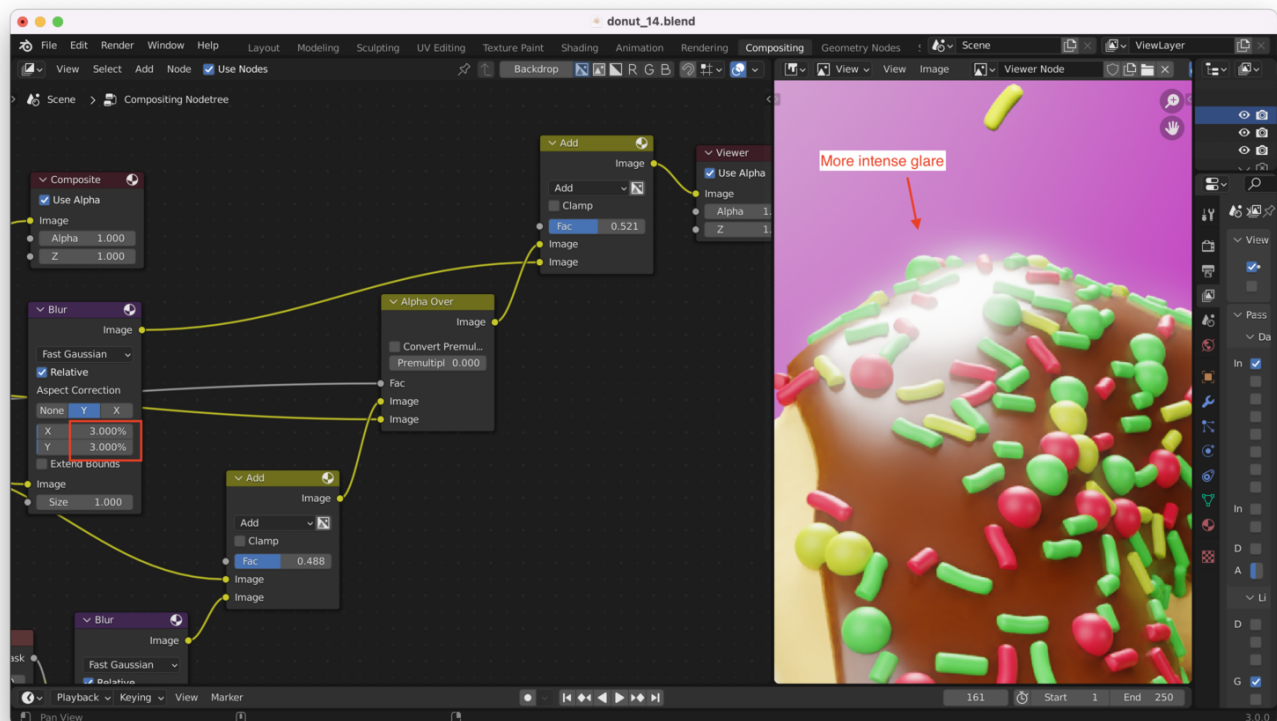 donut_14.blend
File Edit Render Window Help Layout Modeling Sculpting UV Editing Texture Paint Shading Animation Rendering Compositing Geometry Nodes Scene ViewLayer
View Select Add Node Use Nodes Backdrop R G B View View Image Viewer Node
Scene > Compositing Nodetree
Add
Image
Add
Clamp
Fac 0.521
Image
Image
Viewer
Use Alpha
Image
Alpha 1.
Z 1.
Composite
Use Alpha
Image
Alpha 1.000
Z 1.000
Blur
Image
Fast Gaussian
Relative
Aspect Correction
None Y X
X 3.000%
Y 3.000%
Extend Bounds
Image
Size 1.000
Alpha Over
Image
Convert Premul...
Premultipl 0.000
Fac
Image
Image
Add
Image
Add
Clamp
Fac 0.488
Image
Image
Blur
Image
Fast Gaussian
Relative
ask
More intense glare
View
Pass
Da
In
In
D
A
Li
D
G
Playback Keying View Marker 161 Start 1 End 250
Pan View 3.0.0